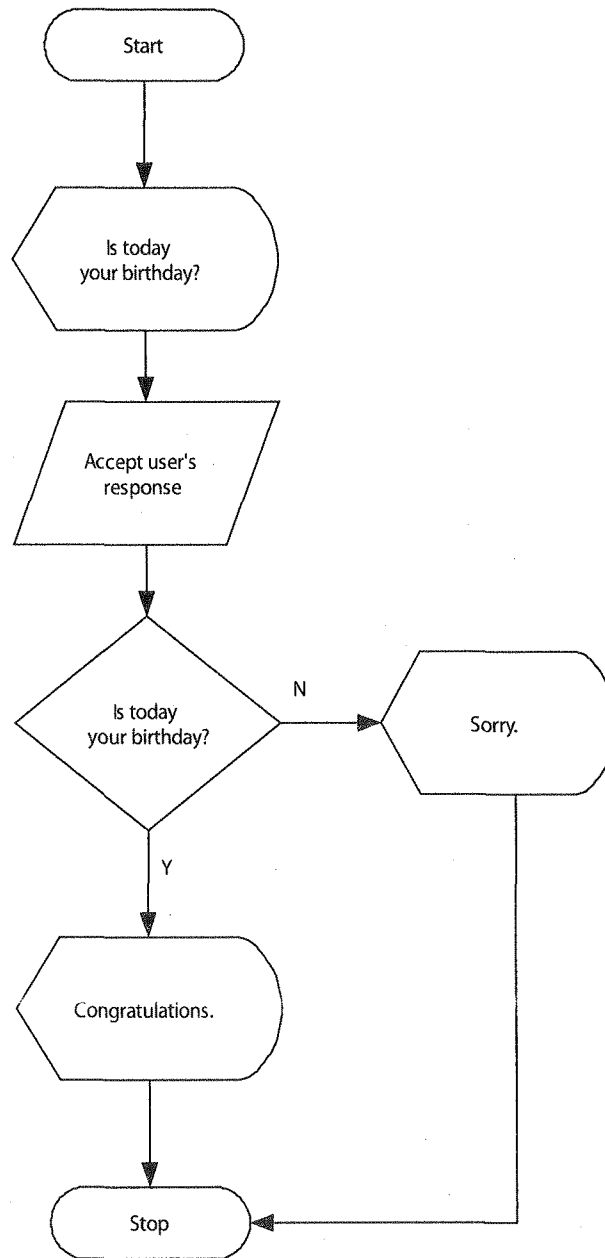 Start
Is today
your birthday?
Accept user's
response
Is today
your birthday?
N
Sorry.
Y
Congratulations.
Stop